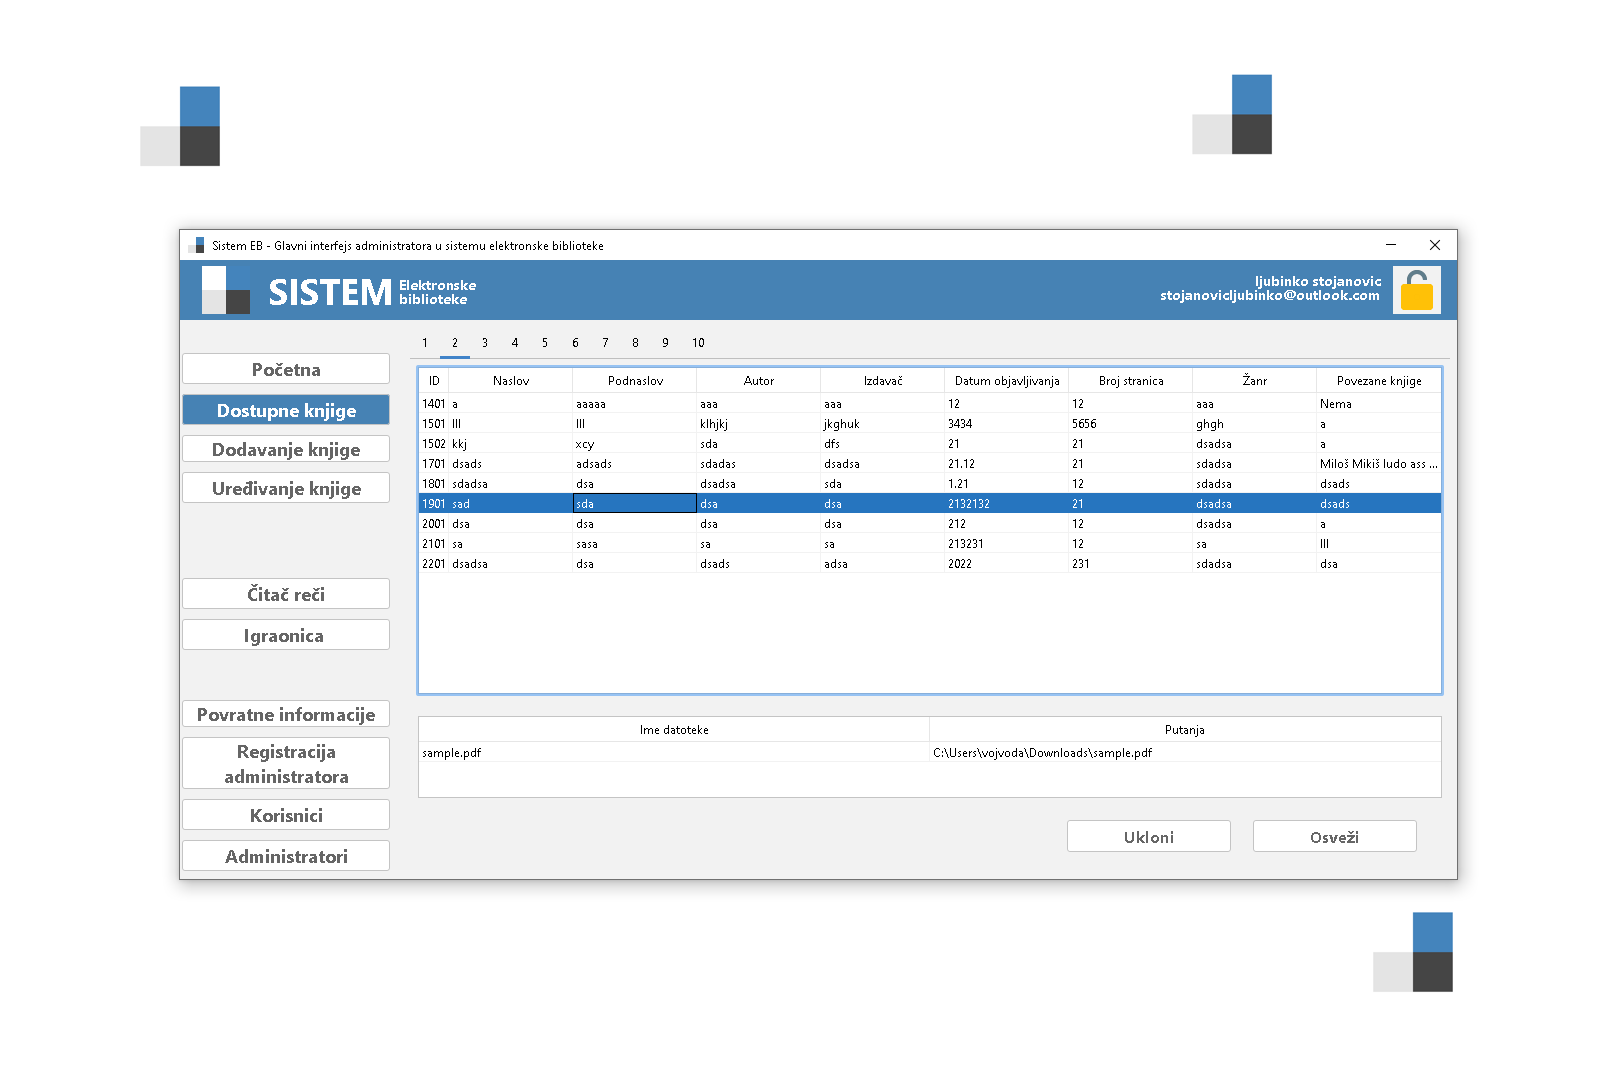 Sistem EB - Glavni interfejs administratora u sistemu elektronske biblioteke
SISTEM Elektronske biblioteke
ljubinko stojanovic
stojanovicljubinko@outlook.com
Početna
Dostupne knjige
Dodavanje knjige
Uređivanje knjige
Čitač reči
Igraonica
Povratne informacije
Registracija
administratora
Korisnici
Administratori
1 2 3 4 5 6 7 8 9 10
ID Naslov Podnaslov Autor Izdavač Datum objavljivanja Broj stranica Žanr Povezane knjige
1401 a aaaaa aaa aaa 12 12 aaa Nema
1501 lll lll klhjkj jkghuk 3434 5656 ghgh a
1502 kkj xcy sda dfs 21 21 dsadsa a
1701 dsads adsads sdadas dsadsa 21.12 21 sdadsa Miloš Mikiš ludo ass ...
1801 sdadsa dsa dsadsa sda 1.21 12 sdadsa dsads
1901 sad sda dsa dsa 2132132 21 dsadsa dsads
2001 dsa dsa dsa dsa 212 12 dsadsa a
2101 sa sasa sa sa 213231 12 sa lll
2201 dsadsa dsa dsads adsa 2022 231 sdadsa dsa
Ime datoteke Putanja
sample.pdf C:\Users\vojvoda\Downloads\sample.pdf
Ukloni Osveži